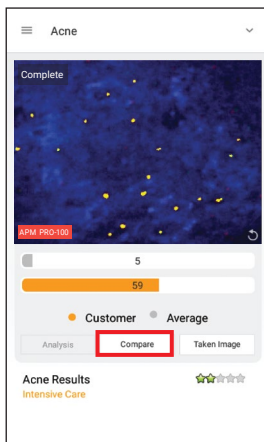 Acne
Complete
APM PRO-100
5
59
Customer Average
Analysis Compare Taken Image
Acne Results
Intensive Care